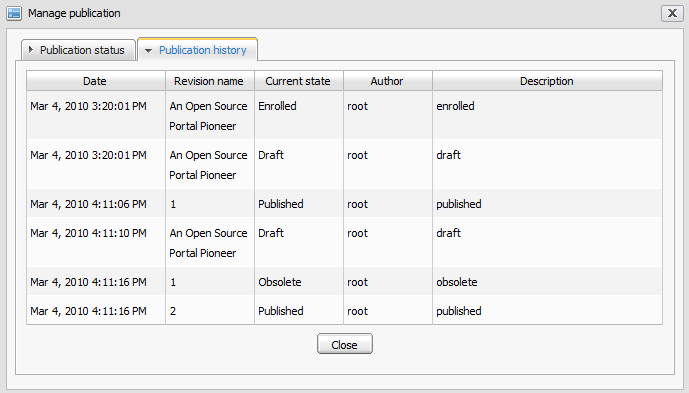 Manage publication
Publication status Publication history
Date Revision name Current state Author Description
Mar 4, 2010 3:20:01 PM An Open Source Enrolled root enrolled
Portal Pioneer
Mar 4, 2010 3:20:01 PM An Open Source Draft root draft
Portal Pioneer
Mar 4, 2010 4:11:06 PM 1 Published root published
Mar 4, 2010 4:11:10 PM An Open Source Draft root draft
Portal Pioneer
Mar 4, 2010 4:11:16 PM 1 Obsolete root obsolete
Mar 4, 2010 4:11:16 PM 2 Published root published
Close